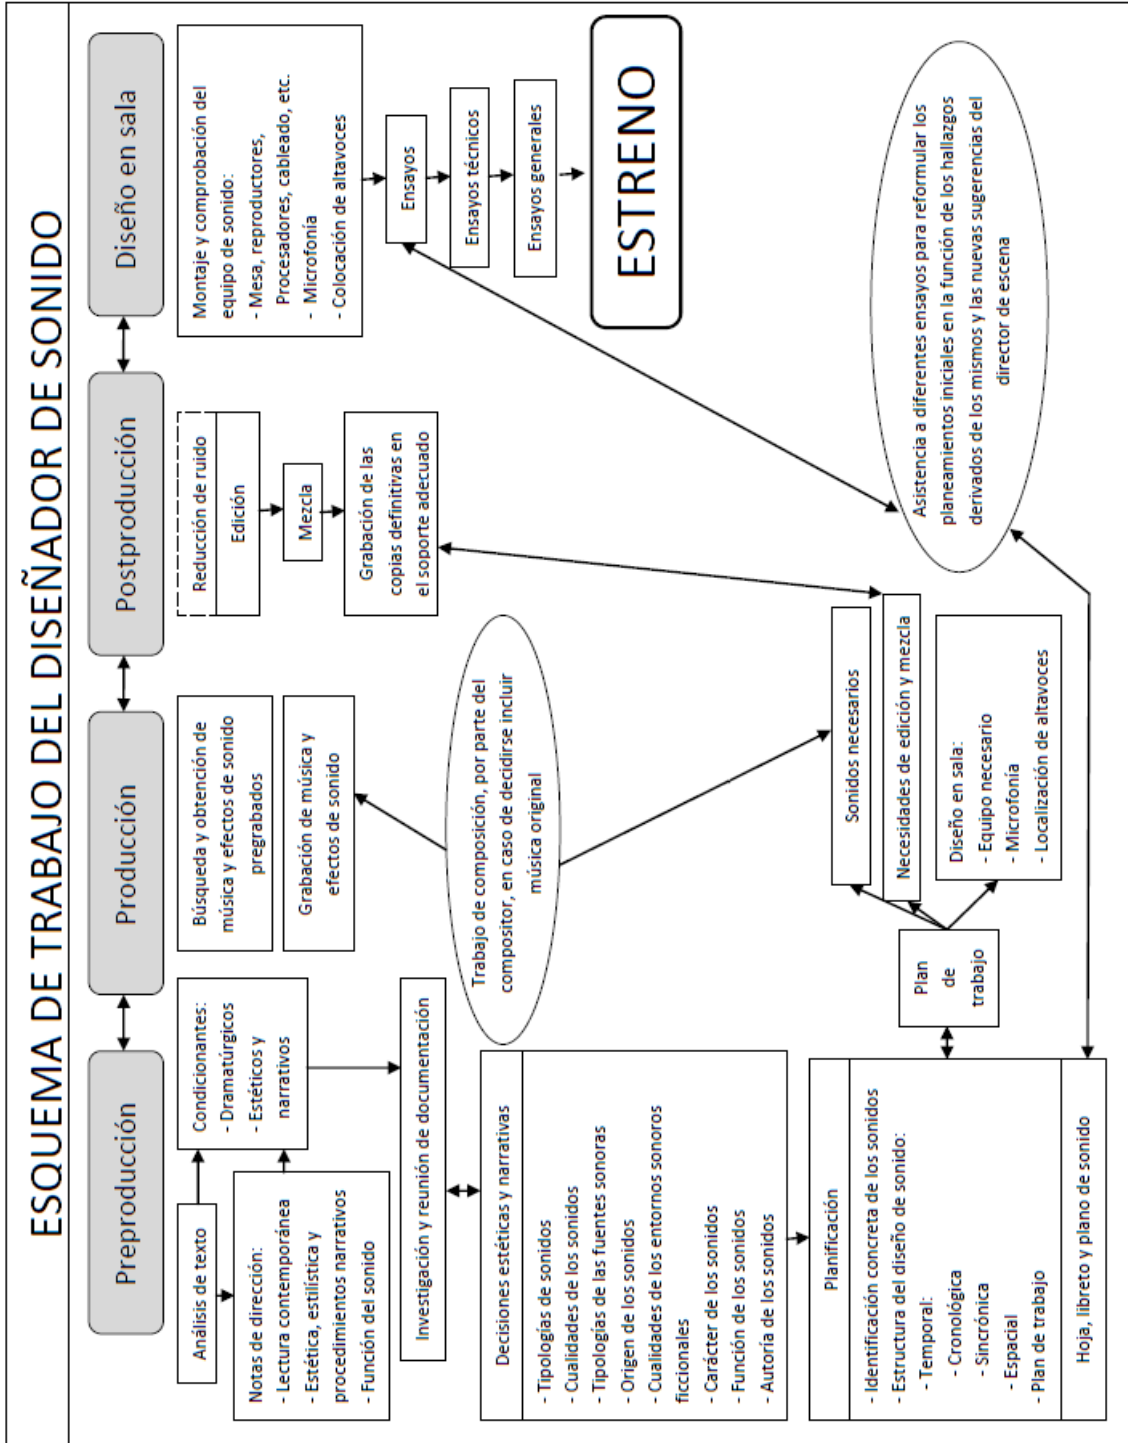 ESQUEMA DE TRABAJO DEL DISEÑADOR DE SONIDO
Preproducción
Producción
Postproducción
Diseño en sala
Análisis de texto
Notas de dirección:
- Lectura contemporánea
- Estética, estilística y
procedimientos narrativos
- Función del sonido
Condicionantes:
- Dramatúrgicos
- Estéticos y
narrativos
Investigación y reunión de documentación
Decisiones estéticas y narrativas
- Tipologías de sonidos
- Cualidades de los sonidos
- Tipologías de las fuentes sonoras
- Origen de los sonidos
- Cualidades de los entornos sonoros
ficcionales
- Carácter de los sonidos
- Función de los sonidos
- Autoría de los sonidos
Planificación
- Identificación concreta de los sonidos
- Estructura del diseño de sonido:
- Temporal:
- Cronológica
- Sincrónica
- Espacial
- Plan de trabajo
Hoja, libreto y plano de sonido
Búsqueda y obtención de
música y efectos de sonido
pregrabados
Grabación de música y
efectos de sonido
Trabajo de composición, por parte del
compositor, en caso de decidirse incluir
música original
Plan
de
trabajo
Sonidos necesarios
Necesidades de edición y mezcla
Diseño en sala:
- Equipo necesario
- Microfonía
- Localización de altavoces
Reducción de ruido
Edición
Mezcla
Grabación de las
copias definitivas en
el soporte adecuado
Montaje y comprobación del
equipo de sonido:
- Mesa, reproductores,
Procesadores, cableado, etc.
- Microfonía
- Colocación de altavoces
Ensayos
Ensayos técnicos
Ensayos generales
ESTRENO
Asistencia a diferentes ensayos para reformular los
planeamientos iniciales en la función de los hallazgos
derivados de los mismos y las nuevas sugerencias del
director de escena